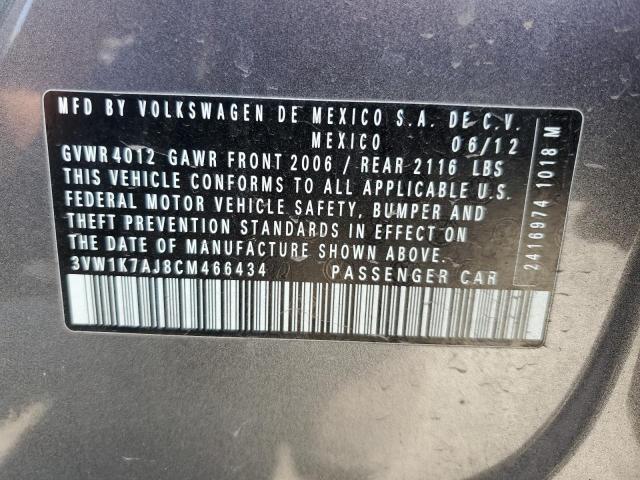 MFD BY VOLKSWAGEN DE MEXICO S.A. DE C.V.
MEXICO 06/12
GVWR 4012 GAWR FRONT 2006 / REAR 2116 LBS
THIS VEHICLE CONFORMS TO ALL APPLICABLE U.S.
FEDERAL MOTOR VEHICLE SAFETY, BUMPER AND
THEFT PREVENTION STANDARDS IN EFFECT ON
THE DATE OF MANUFACTURE SHOWN ABOVE.
3VW1K7AJ8CM466434 PASSENGER CAR
2416974 1018 M